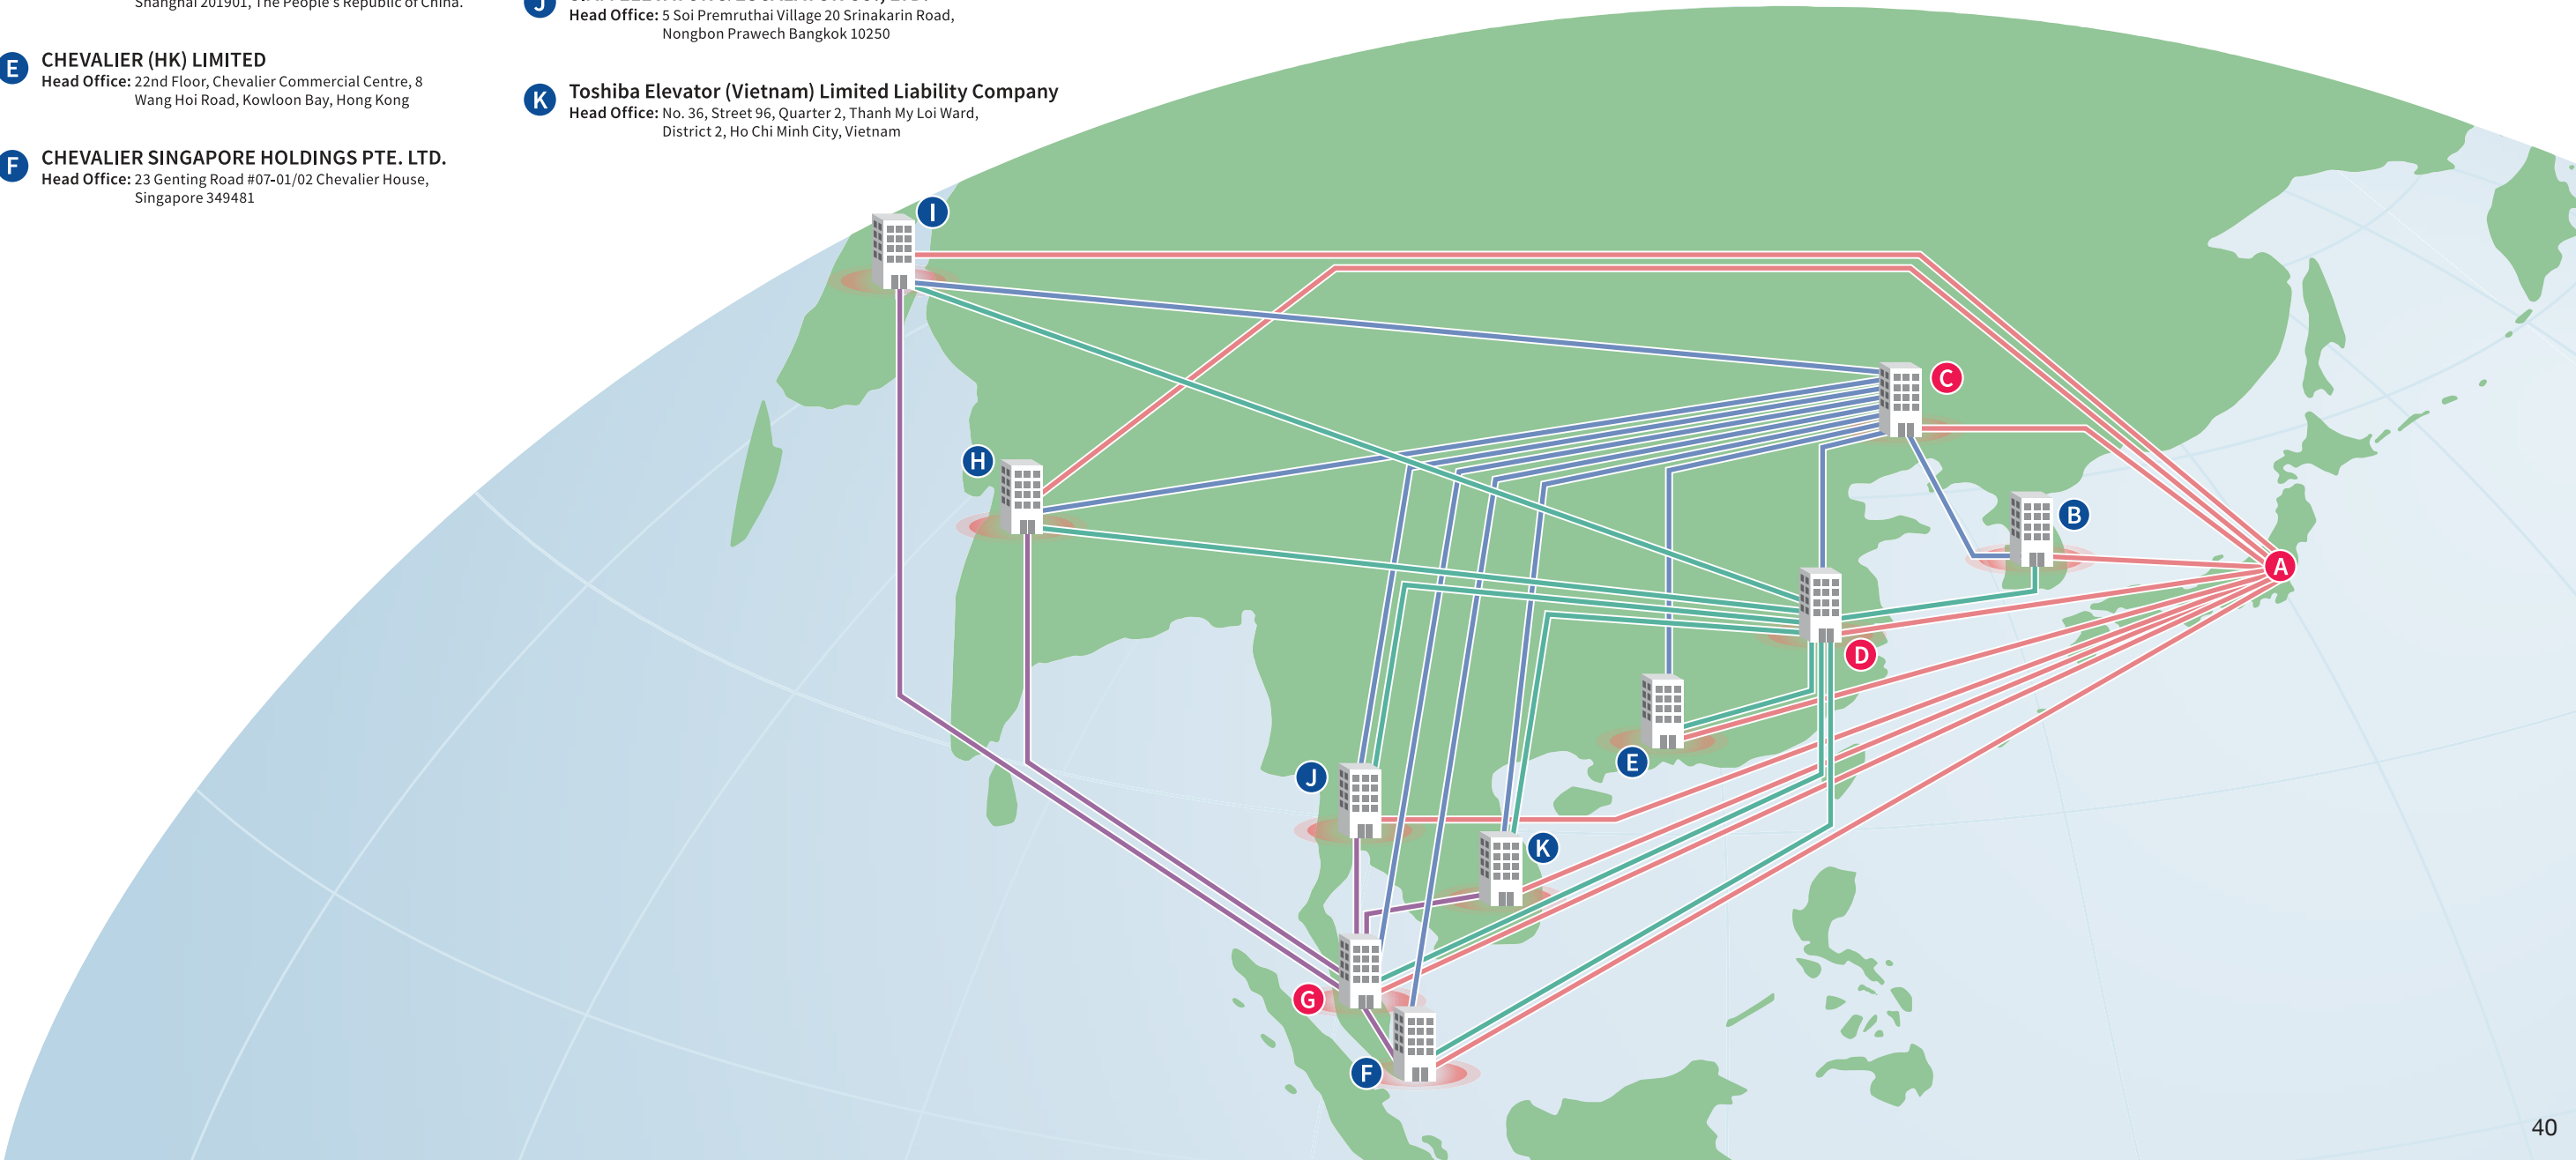 Shanghai 201901, The People's Republic of China.
E CHEVALIER (HK) LIMITED
Head Office: 22nd Floor, Chevalier Commercial Centre, 8
Wang Hoi Road, Kowloon Bay, Hong Kong
F CHEVALIER SINGAPORE HOLDINGS PTE. LTD.
Head Office: 23 Genting Road #07-01/02 Chevalier House,
Singapore 349481
J
Head Office: 5 Soi Premruthai Village 20 Srinakarin Road,
Nongbon Prawech Bangkok 10250
K Toshiba Elevator (Vietnam) Limited Liability Company
Head Office: No. 36, Street 96, Quarter 2, Thanh My Loi Ward,
District 2, Ho Chi Minh City, Vietnam
I
C
H
B
A
D
E
J
K
G
F
40